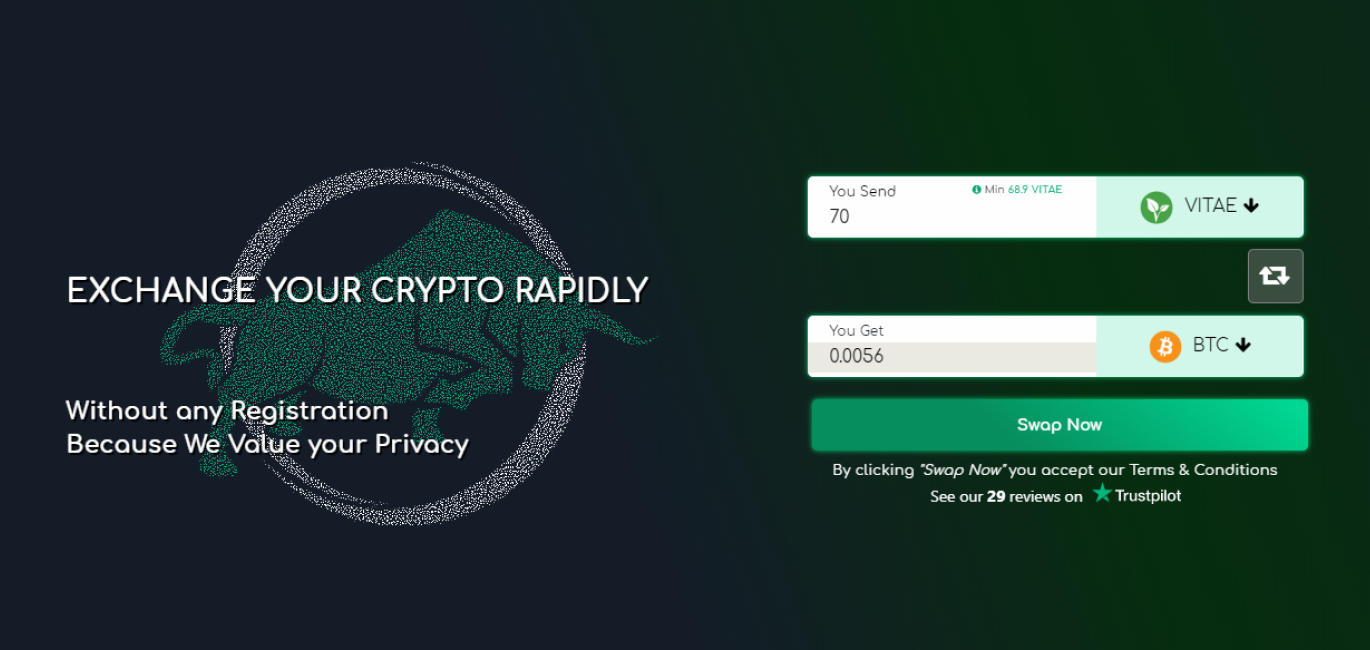 EXCHANGE YOUR CRYPTO RAPIDLY
Without any Registration
Because We Value your Privacy
You Send
Min 68.9 VITAE
70
VITAE
You Get
0.0056
BTC
Swap Now
By clicking "Swap Now" you accept our Terms & Conditions
See our 29 reviews on Trustpilot